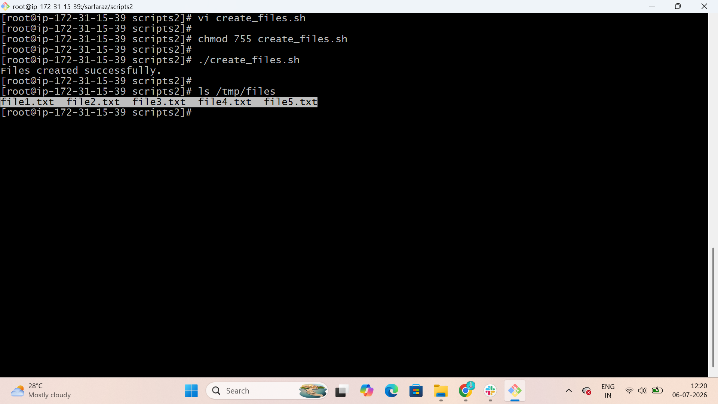 root@ip-172-31-15-39:/sarfaraz/scripts2
[root@ip-172-31-15-39 scripts2]# vi create_files.sh
[root@ip-172-31-15-39 scripts2]#
[root@ip-172-31-15-39 scripts2]# chmod 755 create_files.sh
[root@ip-172-31-15-39 scripts2]#
[root@ip-172-31-15-39 scripts2]# ./create_files.sh
Files created successfully.
[root@ip-172-31-15-39 scripts2]#
[root@ip-172-31-15-39 scripts2]# ls /tmp/files
file1.txt  file2.txt  file3.txt  file4.txt  file5.txt
[root@ip-172-31-15-39 scripts2]#
28°C
Mostly cloudy
Search
1
ENG
IN
12:20
06-07-2026